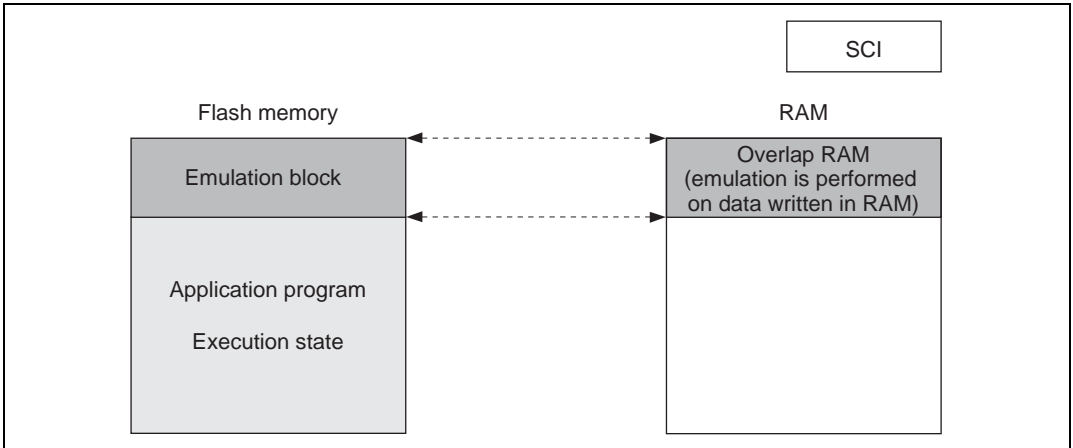 SCI
Flash memory
RAM
Emulation block
Overlap RAM
(emulation is performed
on data written in RAM)
Application program
Execution state